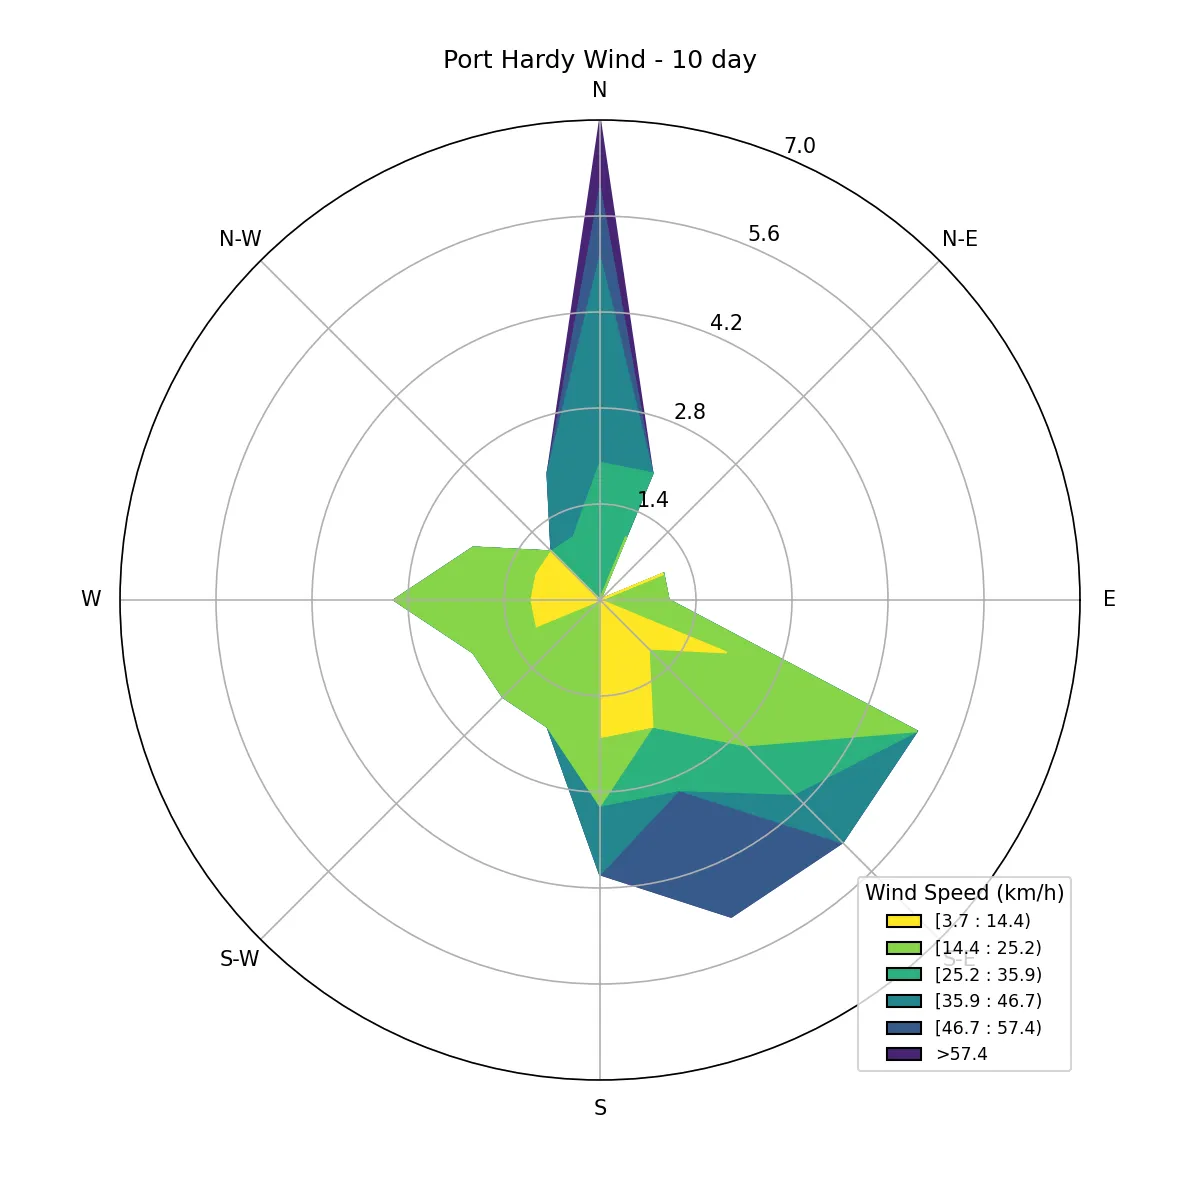 Port Hardy Wind - 10 day
N
7.0
N-W
5.6
N-E
4.2
2.8
1.4
W
E
Wind Speed (km/h)
[3.7 : 14.4)
[14.4 : 25.2)
S-W
S-E
[25.2 : 35.9)
[35.9 : 46.7)
[46.7 : 57.4)
>57.4
S